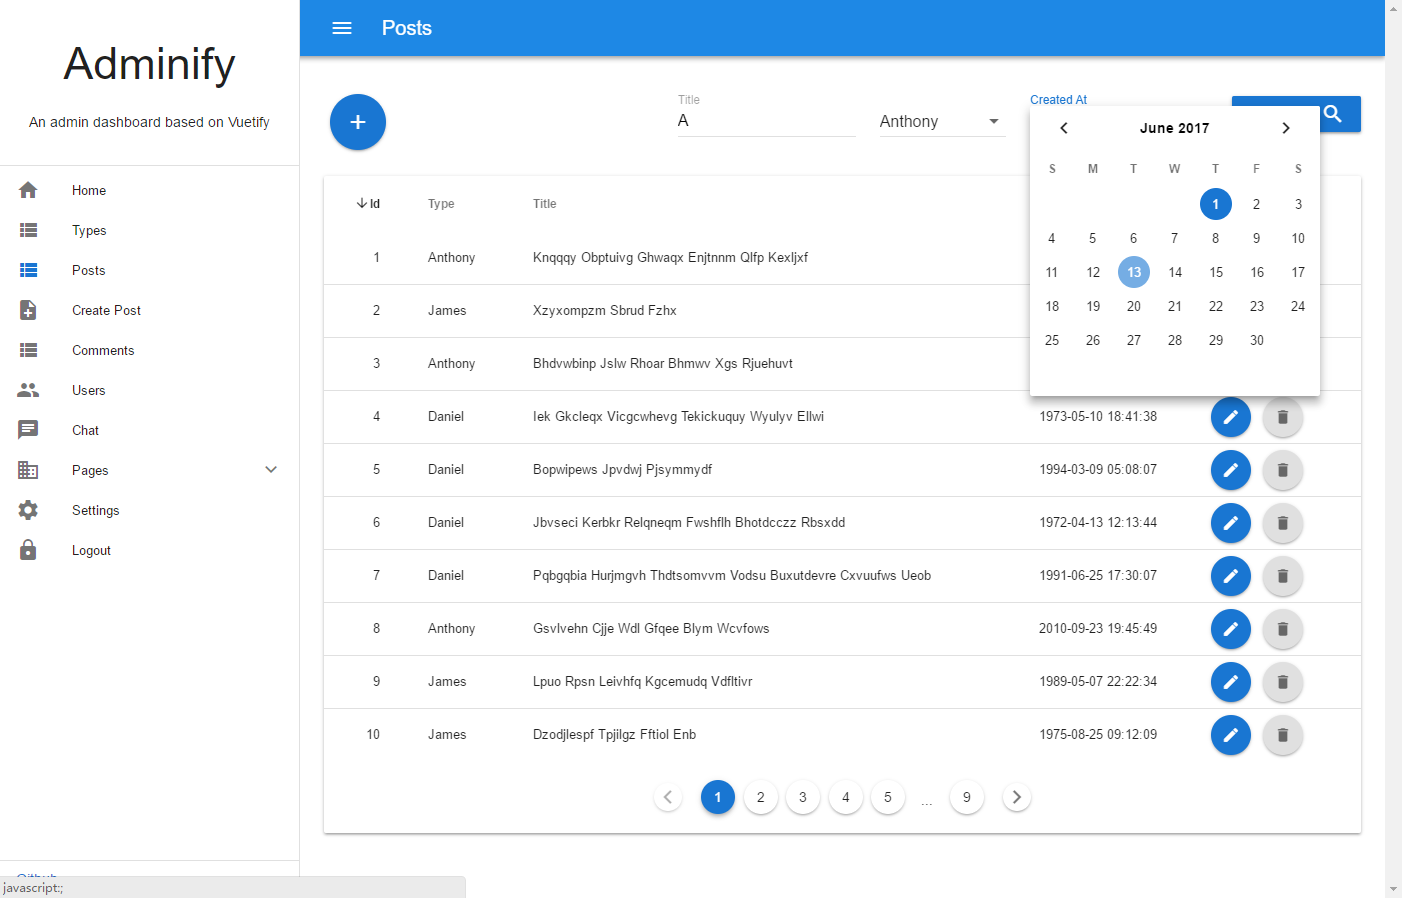 Adminify
An admin dashboard based on Vuetify
Home
Types
Posts
Create Post
Comments
Users
Chat
Pages
Settings
Logout
javascript:;
Posts
Title
A
Anthony
Created At
June 2017
S M T W T F S
1 2 3
4 5 6 7 8 9 10
11 12 13 14 15 16 17
18 19 20 21 22 23 24
25 26 27 28 29 30
Id Type Title
1 Anthony Knqqqy Obptuivg Ghwaqx Enjtnnm Qlfp Kexljxf
2 James Xzyxompzm Sbrud Fzhx
3 Anthony Bhdvwbinp Jslw Rhoar Bhmwv Xgs Rjuehuvt
4 Daniel Iek Gkcleqx Vicgcwhevg Tekickuquy Wyulyv Ellwi 1973-05-10 18:41:38
5 Daniel Bopwipews Jpvdwj Pjsymmydf 1994-03-09 05:08:07
6 Daniel Jbvseci Kerbkr Relqneqm Fwshflh Bhotdcczz Rbsxdd 1972-04-13 12:13:44
7 Daniel Pqbgqbia Hurjmgvh Thdtsomvvm Vodsu Buxutdevre Cxvuufws Ueob 1991-06-25 17:30:07
8 Anthony Gsvlvehn Cjje Wdl Gfqee Blym Wcvfows 2010-09-23 19:45:49
9 James Lpuo Rpsn Leivhfq Kgcemudq Vdfltivr 1989-05-07 22:22:34
10 James Dzodjlespf Tpjilgz Fftiol Enb 1975-08-25 09:12:09
1 2 3 4 5 ... 9